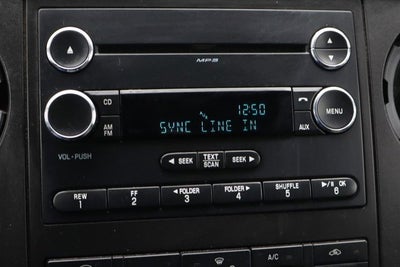 MP3
CD
12:50
MENU
AM
FM
SYNC LINE IN
AUX
VOL - PUSH
◄ SEEK
TEXT
SCAN
SEEK ►
REW
1
FF
2
◄ FOLDER
3
FOLDER ►
4
SHUFFLE
5
►/II OK
6
A/C